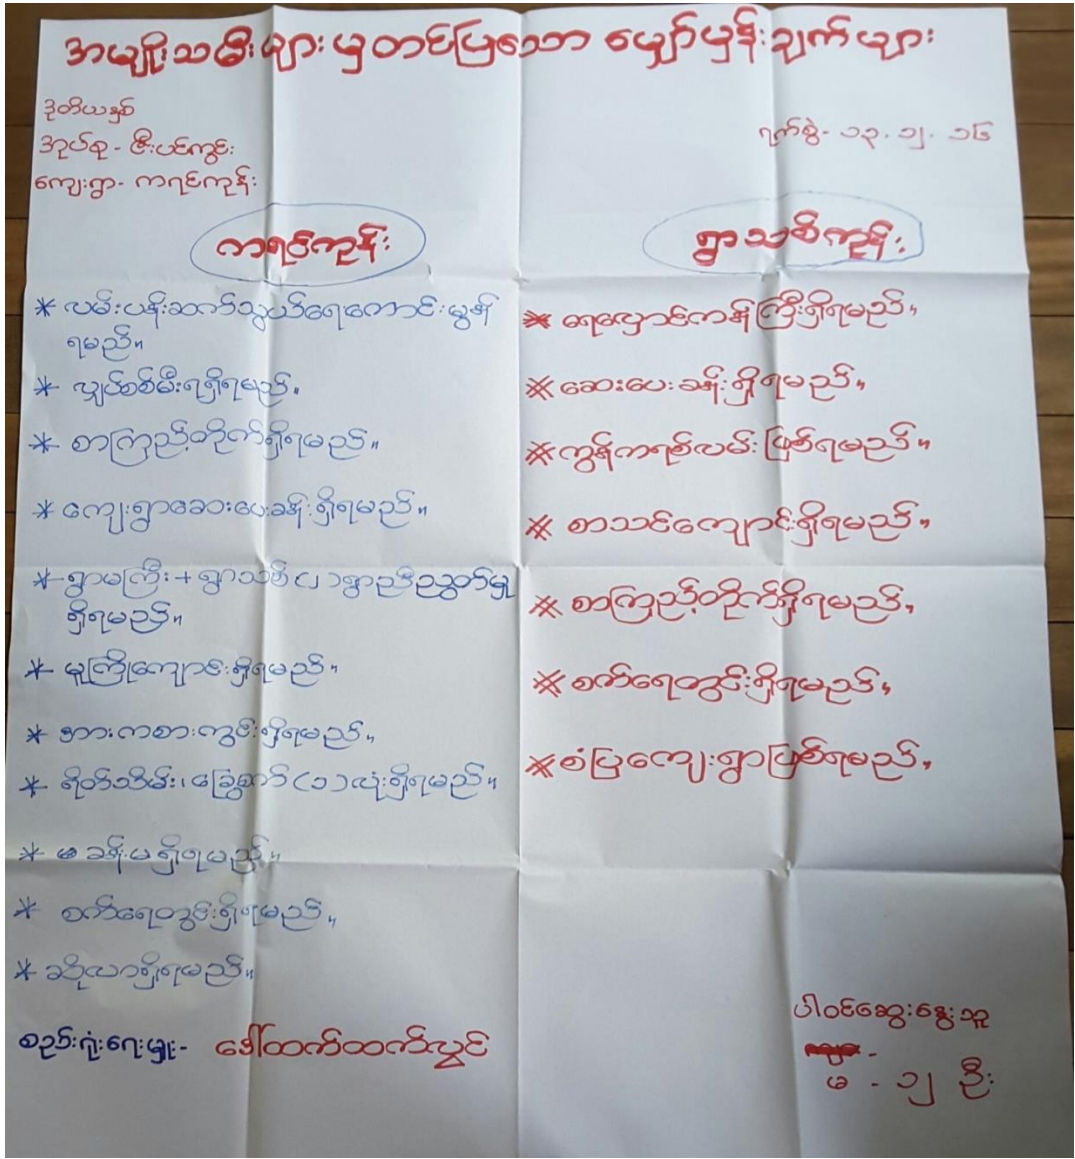 အမျိုးသမီးများမှတင်ပြသော မျှော်မှန်းချက်များ
ဒုတိယနှစ်
အုပ်စု - ဇီးပင်ကွင်း
ကျေးရွာ - ကရင်ကုန်း
ရက်စွဲ - ၁၃.၁၂.၁၆
ကရင်ကုန်း
* လမ်းပန်းဆက်သွယ်ရေးကောင်းမွန်
ရမည်။
* လျှပ်စစ်မီးရရှိရမည်။
* စာကြည့်တိုက်ရှိရမည်။
* ကျေးရွာဆေးပေးခန်းရှိရမည်။
* ရွာမကြီး + ရွာသစ် (၂) ရွာညီညွတ်မှု
ရှိရမည်။
* မူကြိုကျောင်းရှိရမည်။
* အားကစားကွင်းရှိရမည်။
* ရိတ်သိမ်း၊ ခြွေစက် (၁) လုံးရှိရမည်။
* ဓမ္မခန်းမရှိရမည်။
* စက်ရေတွင်းရှိရမည်။
* ဆိုလာရှိရမည်။
စည်းရုံးရေးမှူး - ဒေါ်ထက်ထက်လွင်
ရွာသစ်ကုန်း
* ရေလှောင်ကန်ကြီးရှိရမည်။
* ဆေးပေးခန်းရှိရမည်။
* ကွန်ကရစ်လမ်းဖြစ်ရမည်။
* စာသင်ကျောင်းရှိရမည်။
* စာကြည့်တိုက်ရှိရမည်။
* စက်ရေတွင်းရှိရမည်။
* စံပြကျေးရွာဖြစ်ရမည်။
ပါဝင်ဆွေးနွေးသူ
မ - ၁၂ ဦး